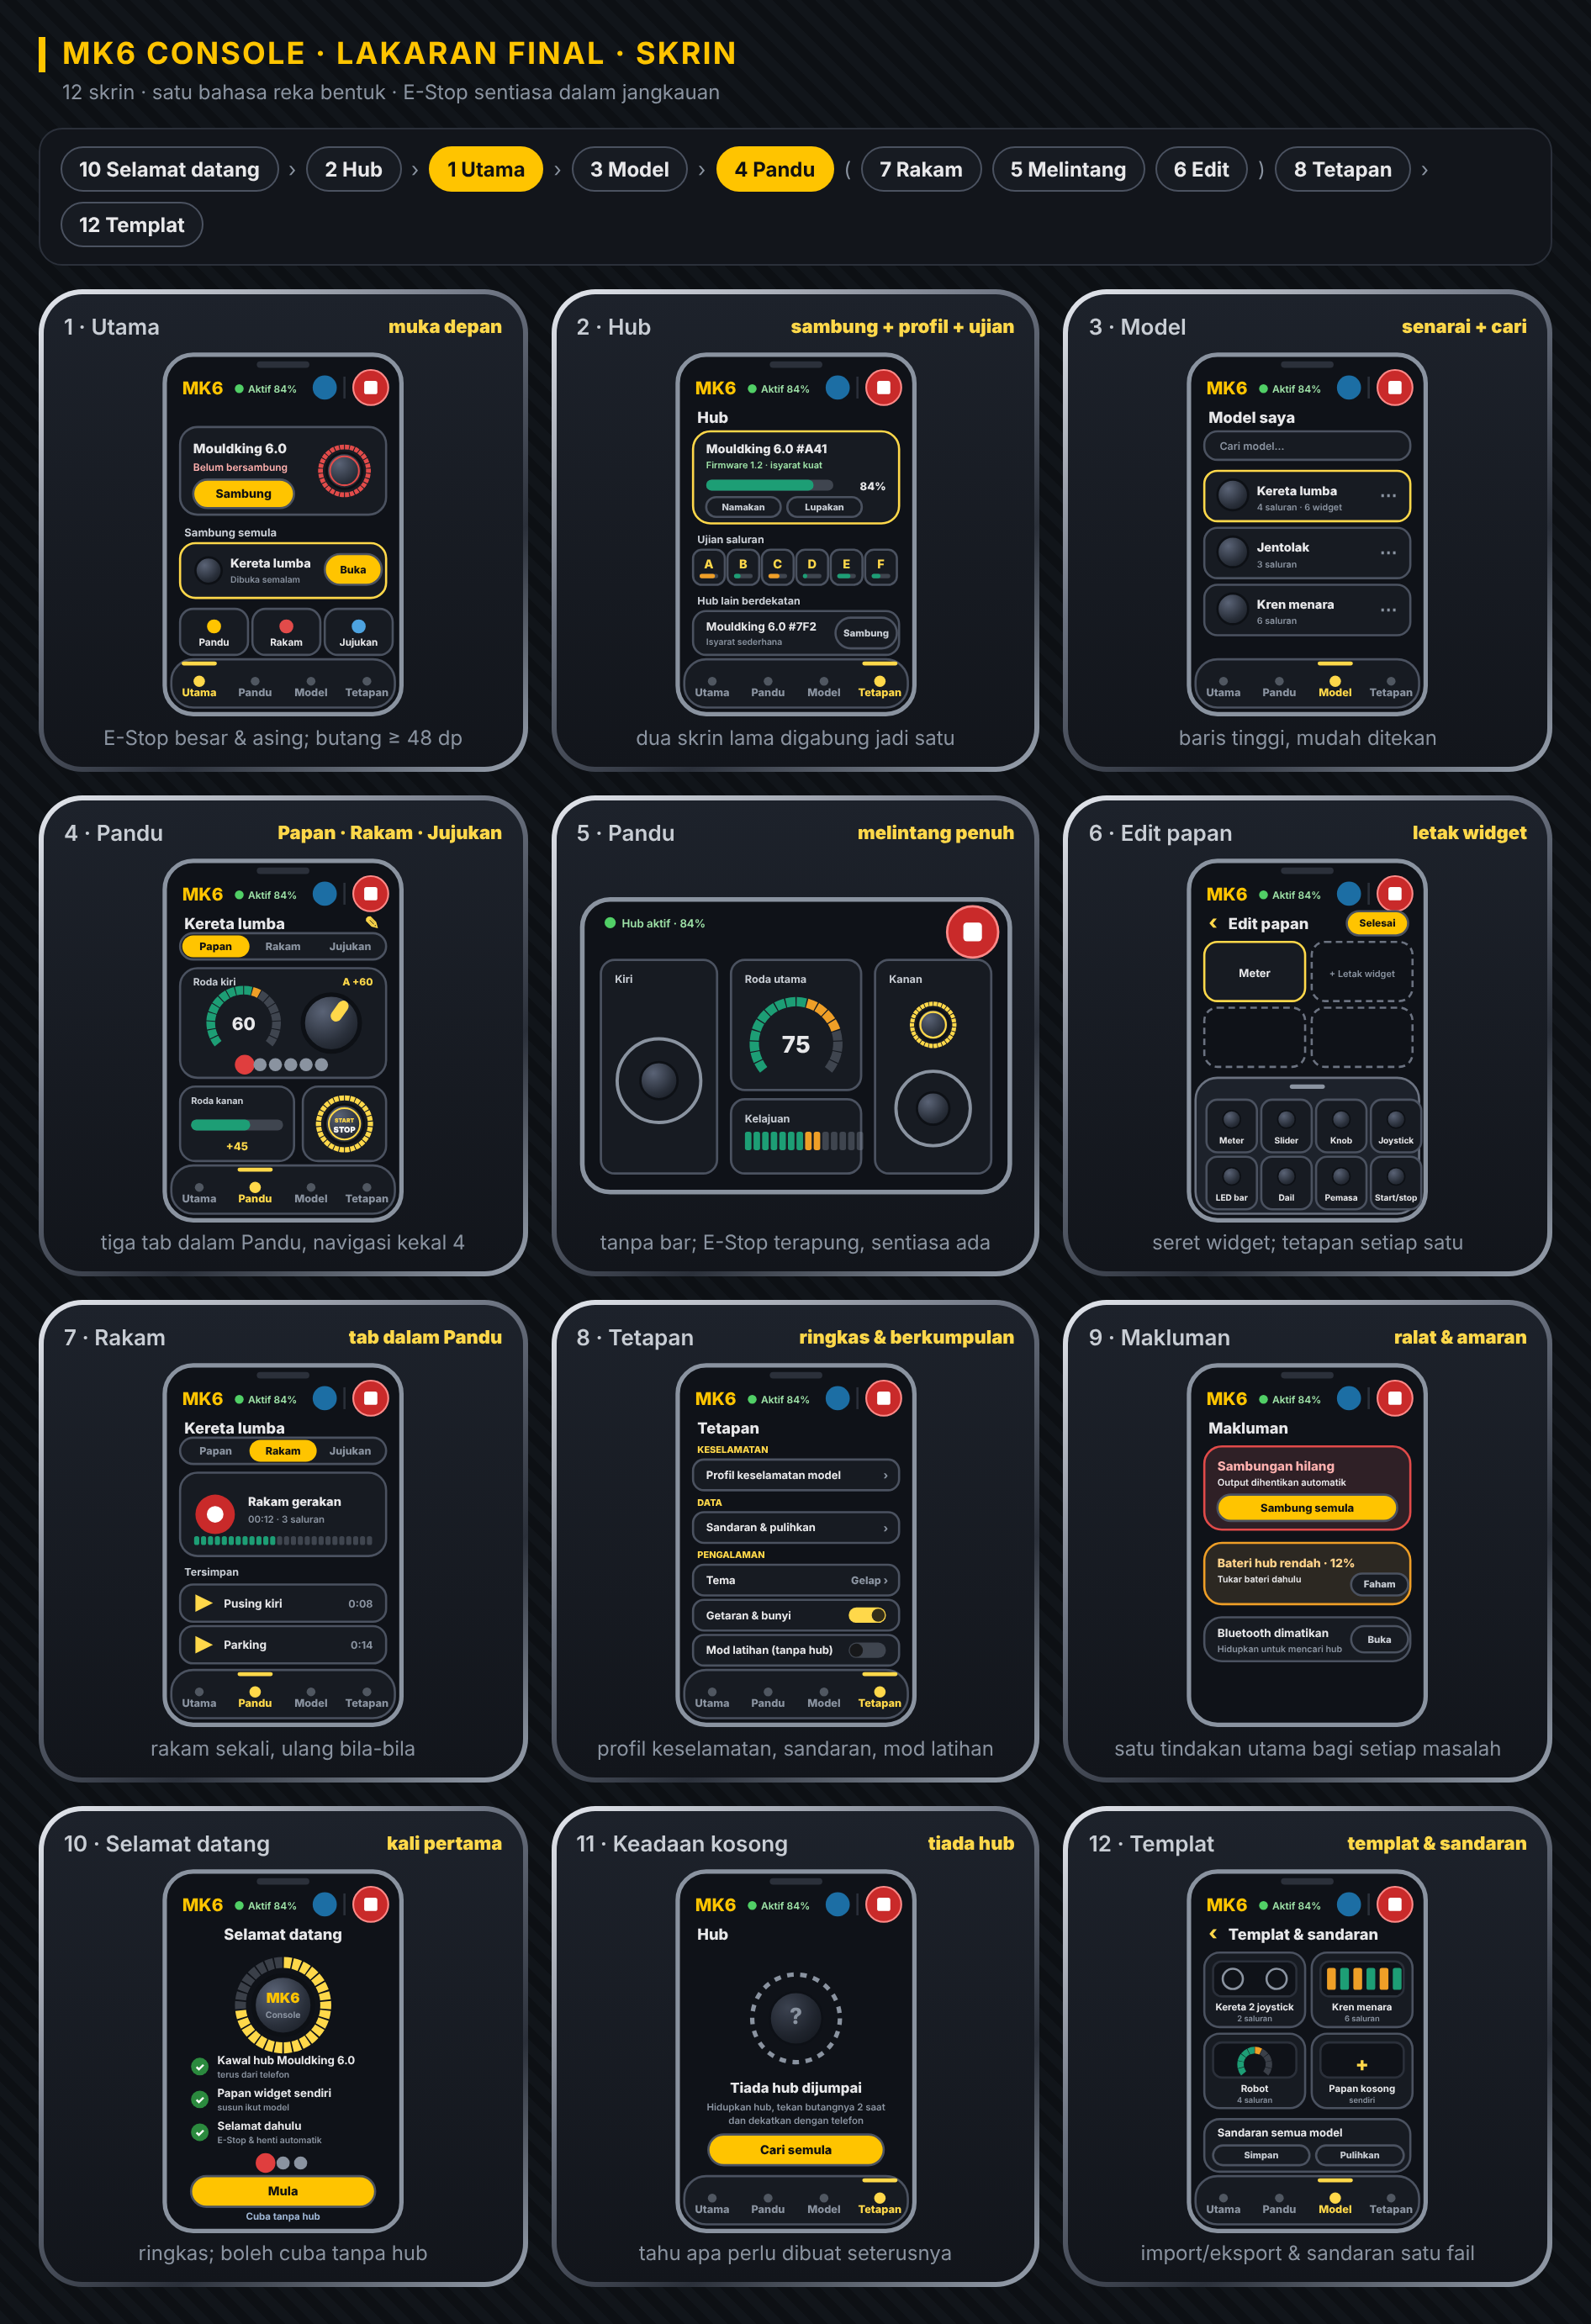 MK6 CONSOLE · LAKARAN FINAL · SKRIN
12 skrin · satu bahasa reka bentuk · E-Stop sentiasa dalam jangkauan
10 Selamat datang › 2 Hub › 1 Utama › 3 Model › 4 Pandu ( 7 Rakam 5 Melintang 6 Edit ) 8 Tetapan ›
12 Templat
1 · Utama muka depan
MK6 Aktif 84%
Mouldking 6.0
Belum bersambung
Sambung
Sambung semula
Kereta lumba
Dibuka semalam
Buka
Pandu Rakam Jujukan
Utama Pandu Model Tetapan
E-Stop besar & asing; butang ≥ 48 dp
2 · Hub sambung + profil + ujian
MK6 Aktif 84%
Hub
Mouldking 6.0 #A41
Firmware 1.2 · isyarat kuat
84%
Namakan Lupakan
Ujian saluran
A B C D E F
Hub lain berdekatan
Mouldking 6.0 #7F2
Isyarat sederhana
Sambung
Utama Pandu Model Tetapan
dua skrin lama digabung jadi satu
3 · Model senarai + cari
MK6 Aktif 84%
Model saya
Cari model...
Kereta lumba
4 saluran · 6 widget
Jentolak
3 saluran
Kren menara
6 saluran
Utama Pandu Model Tetapan
baris tinggi, mudah ditekan
4 · Pandu Papan · Rakam · Jujukan
MK6 Aktif 84%
Kereta lumba
Papan Rakam Jujukan
Roda kiri A +60
60
Roda kanan
+45
START
STOP
Utama Pandu Model Tetapan
tiga tab dalam Pandu, navigasi kekal 4
5 · Pandu melintang penuh
Hub aktif · 84%
Kiri
Roda utama
75
Kelajuan
Kanan
tanpa bar; E-Stop terapung, sentiasa ada
6 · Edit papan letak widget
MK6 Aktif 84%
‹ Edit papan Selesai
Meter + Letak widget
Meter Slider Knob Joystick
LED bar Dail Pemasa Start/stop
seret widget; tetapan setiap satu
7 · Rakam tab dalam Pandu
MK6 Aktif 84%
Kereta lumba
Papan Rakam Jujukan
Rakam gerakan
00:12 · 3 saluran
Tersimpan
Pusing kiri 0:08
Parking 0:14
Utama Pandu Model Tetapan
rakam sekali, ulang bila-bila
8 · Tetapan ringkas & berkumpulan
MK6 Aktif 84%
Tetapan
KESELAMATAN
Profil keselamatan model ›
DATA
Sandaran & pulihkan ›
PENGALAMAN
Tema Gelap ›
Getaran & bunyi
Mod latihan (tanpa hub)
Utama Pandu Model Tetapan
profil keselamatan, sandaran, mod latihan
9 · Makluman ralat & amaran
MK6 Aktif 84%
Makluman
Sambungan hilang
Output dihentikan automatik
Sambung semula
Bateri hub rendah · 12%
Tukar bateri dahulu
Faham
Bluetooth dimatikan
Hidupkan untuk mencari hub
Buka
satu tindakan utama bagi setiap masalah
10 · Selamat datang kali pertama
MK6 Aktif 84%
Selamat datang
MK6
Console
Kawal hub Mouldking 6.0
terus dari telefon
Papan widget sendiri
susun ikut model
Selamat dahulu
E-Stop & henti automatik
Mula
Cuba tanpa hub
ringkas; boleh cuba tanpa hub
11 · Keadaan kosong tiada hub
MK6 Aktif 84%
Hub
?
Tiada hub dijumpai
Hidupkan hub, tekan butangnya 2 saat
dan dekatkan dengan telefon
Cari semula
Utama Pandu Model Tetapan
tahu apa perlu dibuat seterusnya
12 · Templat templat & sandaran
MK6 Aktif 84%
‹ Templat & sandaran
Kereta 2 joystick Kren menara
2 saluran 6 saluran
+
Robot Papan kosong
4 saluran sendiri
Sandaran semua model
Simpan Pulihkan
Utama Pandu Model Tetapan
import/eksport & sandaran satu fail